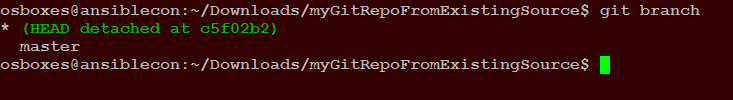 osboxes@ansiblecon:~/Downloads/myGitRepoFromExistingSource$ git branch
* (HEAD detached at c5f02b2)
  master
osboxes@ansiblecon:~/Downloads/myGitRepoFromExistingSource$